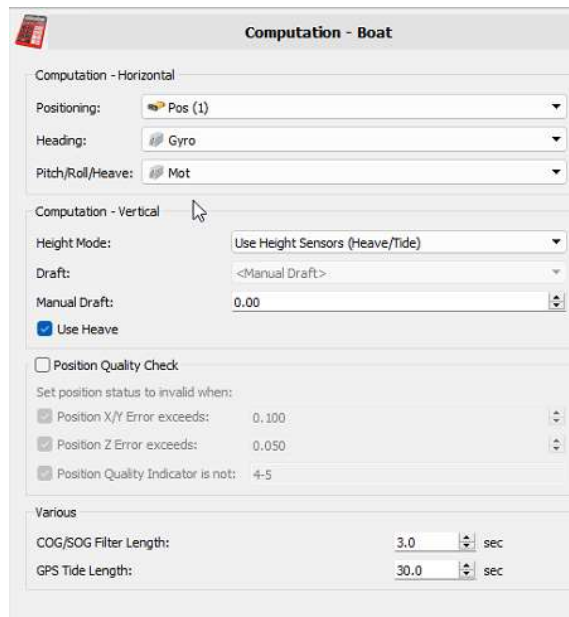 Computation - Boat
Computation - Horizontal
Positioning: Pos (1)
Heading: Gyro
Pitch/Roll/Heave: Mot
Computation - Vertical
Height Mode: Use Height Sensors (Heave/Tide)
Draft: <Manual Draft>
Manual Draft: 0.00
Use Heave
Position Quality Check
Set position status to invalid when:
Position X/Y Error exceeds: 0.100
Position Z Error exceeds: 0.050
Position Quality Indicator is not: 4-5
Various
COG/SOG Filter Length: 3.0 sec
GPS Tide Length: 30.0 sec